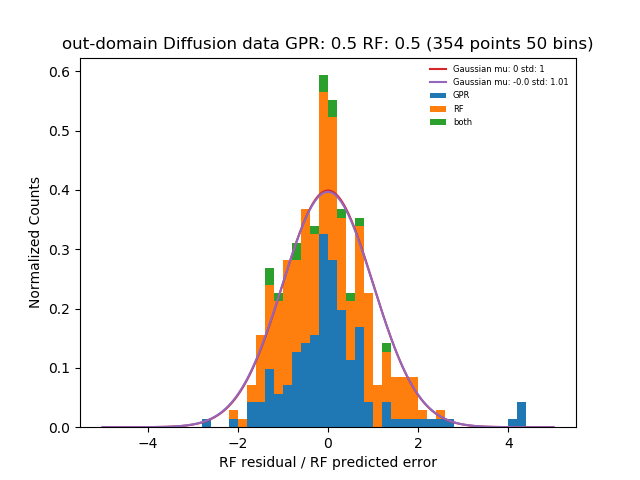 out-domain Diffusion data GPR: 0.5 RF: 0.5 (354 points 50 bins)
Gaussian mu: 0 std: 1
Gaussian mu: -0.0 std: 1.01
GPR
RF
both
Normalized Counts
0.6
0.5
0.4
0.3
0.2
0.1
0.0
−4
−2
0
2
4
RF residual / RF predicted error